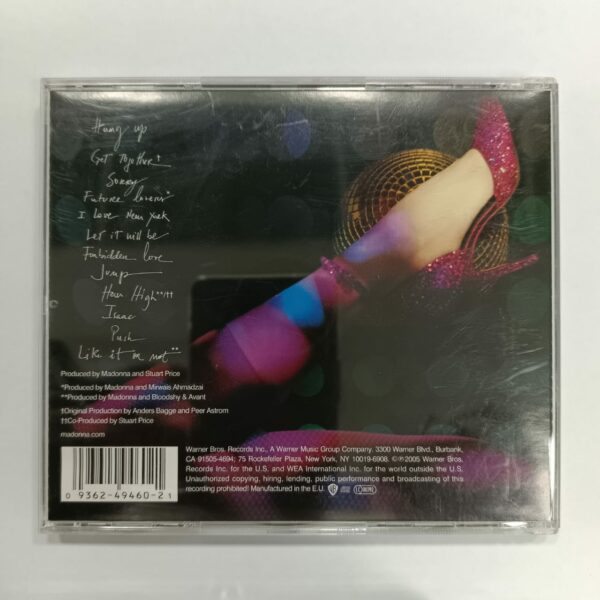 Hung up
Get Together†
Sorry
Future lovers*
I Love New York
Let it will be
Forbidden love
Jump
How High**/††
Isaac
Push
Like it or not**
Produced by Madonna and Stuart Price
*Produced by Madonna and Mirwais Ahmadzai
**Produced by Madonna and Bloodshy & Avant
†Original Production by Anders Bagge and Peer Astrom
††Co-Produced by Stuart Price
madonna.com
Warner Bros. Records Inc., A Warner Music Group Company. 3300 Warner Blvd., Burbank,
CA 91505-4694; 75 Rockefeller Plaza, New York, NY 10019-6908. ©℗2005 Warner Bros.
Records Inc. for the U.S. and WEA International Inc. for the world outside the U.S.
Unauthorized copying, hiring, lending, public performance and broadcasting of this
recording prohibited! Manufactured in the E.U.
0 9362-49460-2 1